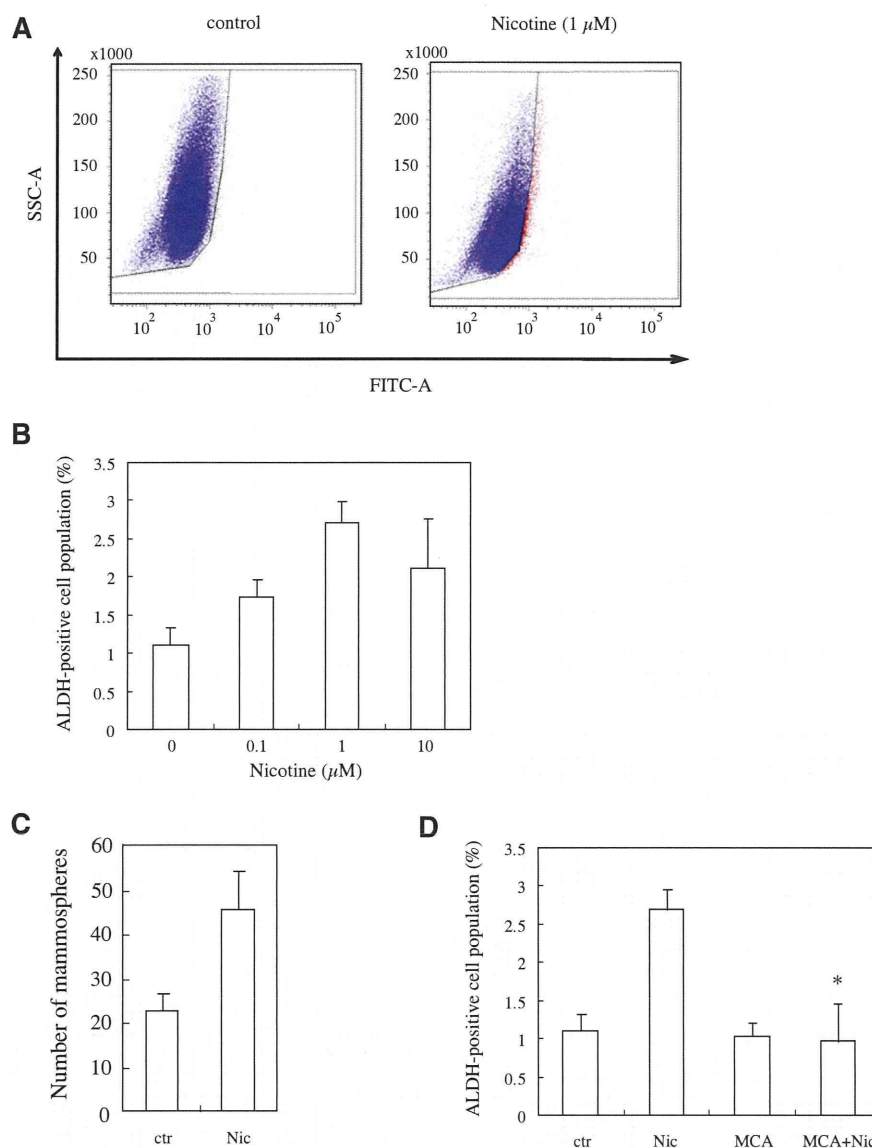 A
control
Nicotine (1 μM)
x1000
250
200
150
100
50
10^2 10^3 10^4 10^5
x1000
250
200
150
100
50
10^2 10^3 10^4 10^5
SSC-A
FITC-A
B
ALDH-positive cell population (%)
3.5
3
2.5
2
1.5
1
0.5
0
0 0.1 1 10
Nicotine (μM)
C
Number of mammospheres
60
50
40
30
20
10
0
ctr Nic
D
ALDH-positive cell population (%)
3.5
3
2.5
2
1.5
1
0.5
0
*
ctr Nic MCA MCA+Nic